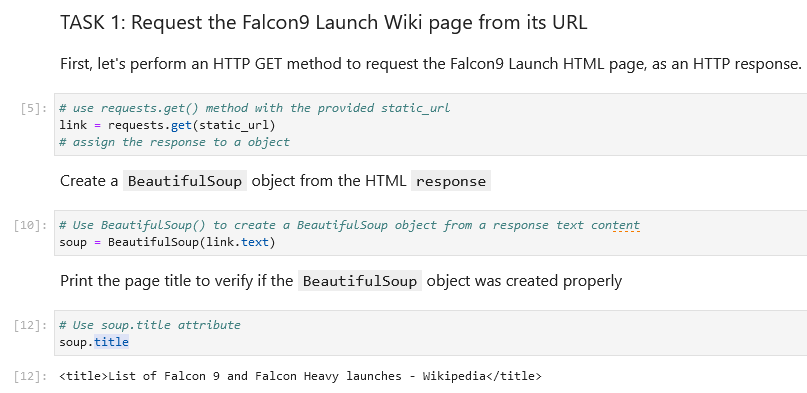 TASK 1: Request the Falcon9 Launch Wiki page from its URL
First, let's perform an HTTP GET method to request the Falcon9 Launch HTML page, as an HTTP response.
[5]: # use requests.get() method with the provided static_url
link = requests.get(static_url)
# assign the response to a object
Create a BeautifulSoup object from the HTML response
[10]: # Use BeautifulSoup() to create a BeautifulSoup object from a response text content
soup = BeautifulSoup(link.text)
Print the page title to verify if the BeautifulSoup object was created properly
[12]: # Use soup.title attribute
soup.title
[12]: <title>List of Falcon 9 and Falcon Heavy launches - Wikipedia</title>